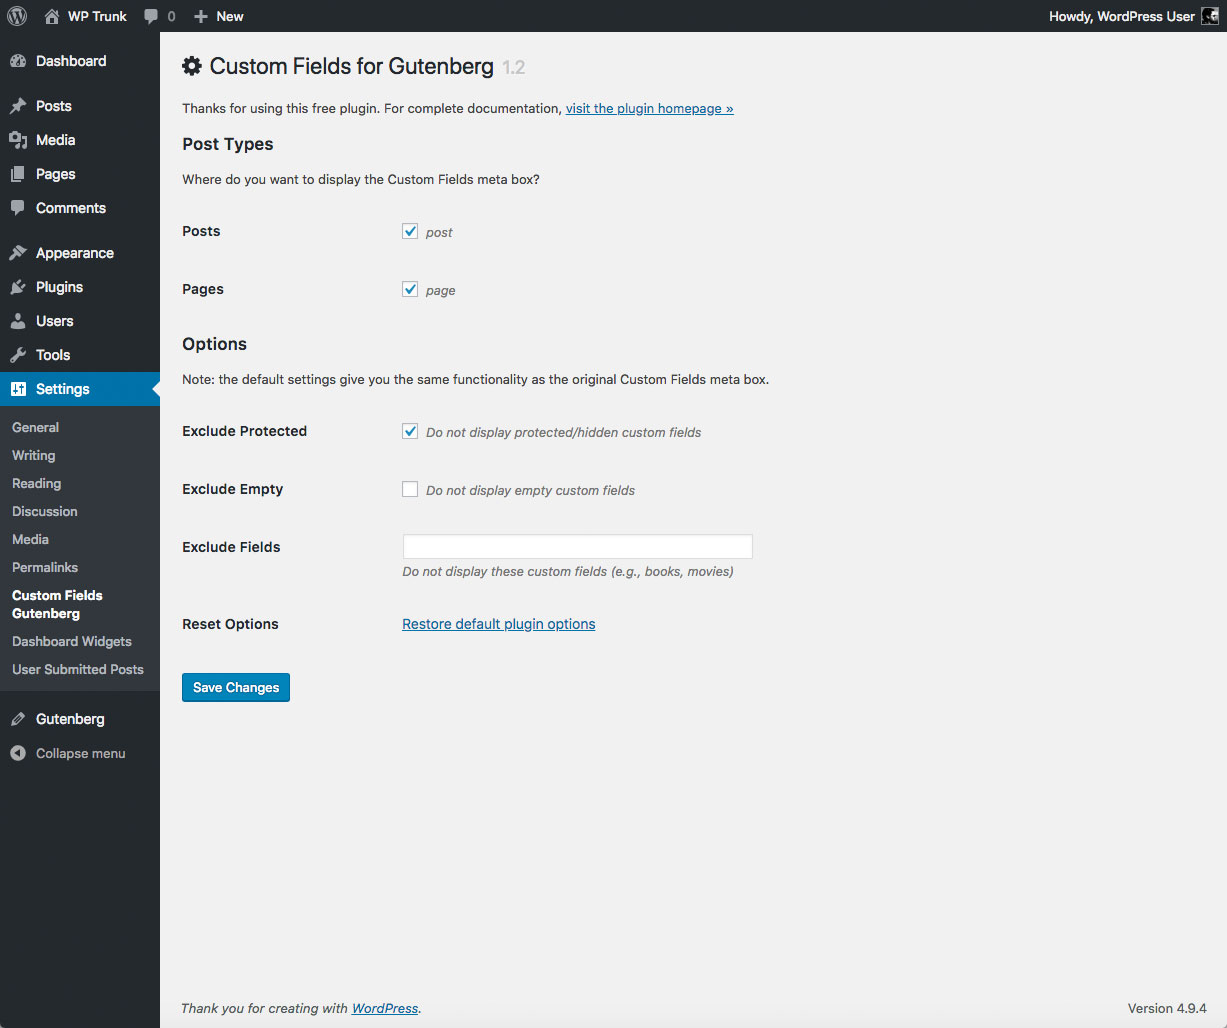 WP Trunk 0 New Howdy, WordPress User
Dashboard
Posts
Media
Pages
Comments
Appearance
Plugins
Users
Tools
Settings
General
Writing
Reading
Discussion
Media
Permalinks
Custom Fields
Gutenberg
Dashboard Widgets
User Submitted Posts
Gutenberg
Collapse menu
Custom Fields for Gutenberg 1.2
Thanks for using this free plugin. For complete documentation, visit the plugin homepage »
Post Types
Where do you want to display the Custom Fields meta box?
Posts post
Pages page
Options
Note: the default settings give you the same functionality as the original Custom Fields meta box.
Exclude Protected Do not display protected/hidden custom fields
Exclude Empty Do not display empty custom fields
Exclude Fields
Do not display these custom fields (e.g., books, movies)
Reset Options Restore default plugin options
Save Changes
Thank you for creating with WordPress. Version 4.9.4